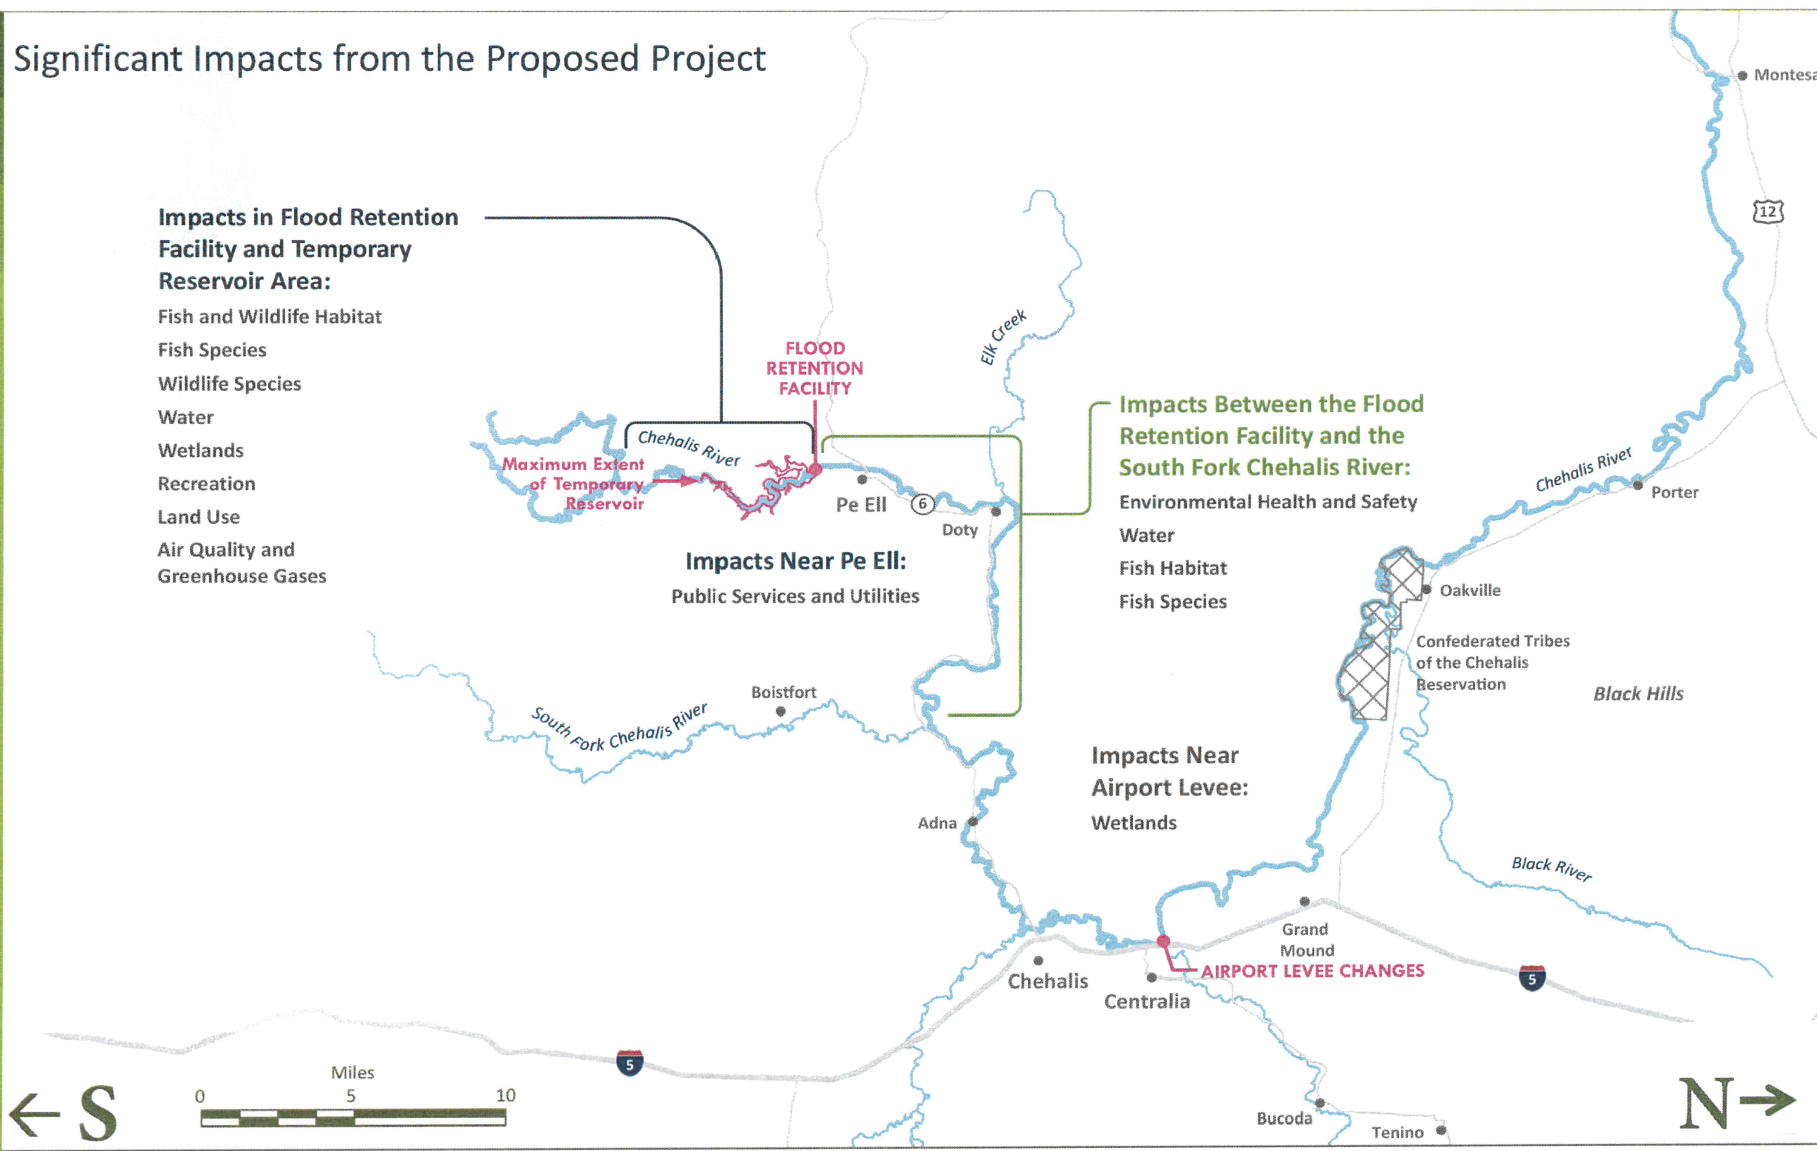 Significant Impacts from the Proposed Project
Montesa
12
Impacts in Flood Retention
Facility and Temporary
Reservoir Area:
Fish and Wildlife Habitat
Fish Species
Wildlife Species
Water
Wetlands
Recreation
Land Use
Air Quality and
Greenhouse Gases
FLOOD
RETENTION
FACILITY
Elk Creek
Chehalis River
Maximum Extent
of Temporary
Reservoir
Pe Ell
6
Doty
Impacts Near Pe Ell:
Public Services and Utilities
Impacts Between the Flood
Retention Facility and the
South Fork Chehalis River:
Environmental Health and Safety
Water
Fish Habitat
Fish Species
Chehalis River
Porter
Oakville
Confederated Tribes
of the Chehalis
Reservation
Black Hills
Boistfort
South Fork Chehalis River
Impacts Near
Airport Levee:
Wetlands
Adna
Black River
Grand
Mound
AIRPORT LEVEE CHANGES
Chehalis
Centralia
5
5
Miles
0 5 10
S
N
Bucoda
Tenino